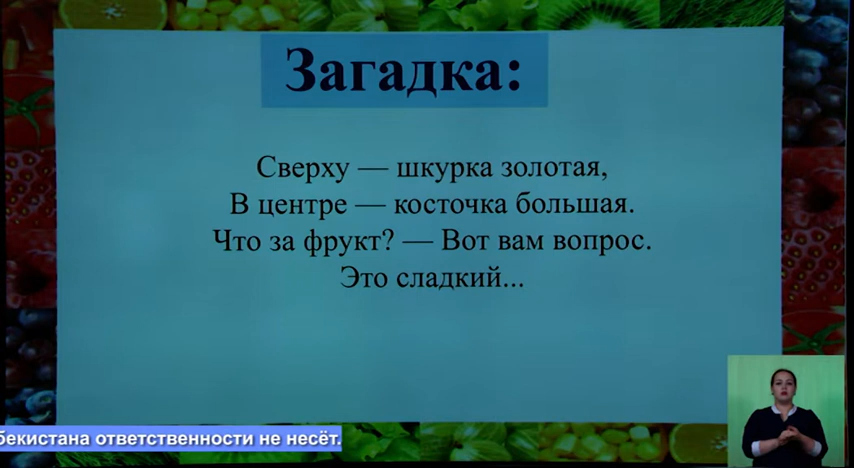 Загадка:
Сверху — шкурка золотая,
В центре — косточка большая.
Что за фрукт? — Вот вам вопрос.
Это сладкий...
бекистана ответственности не несёт.